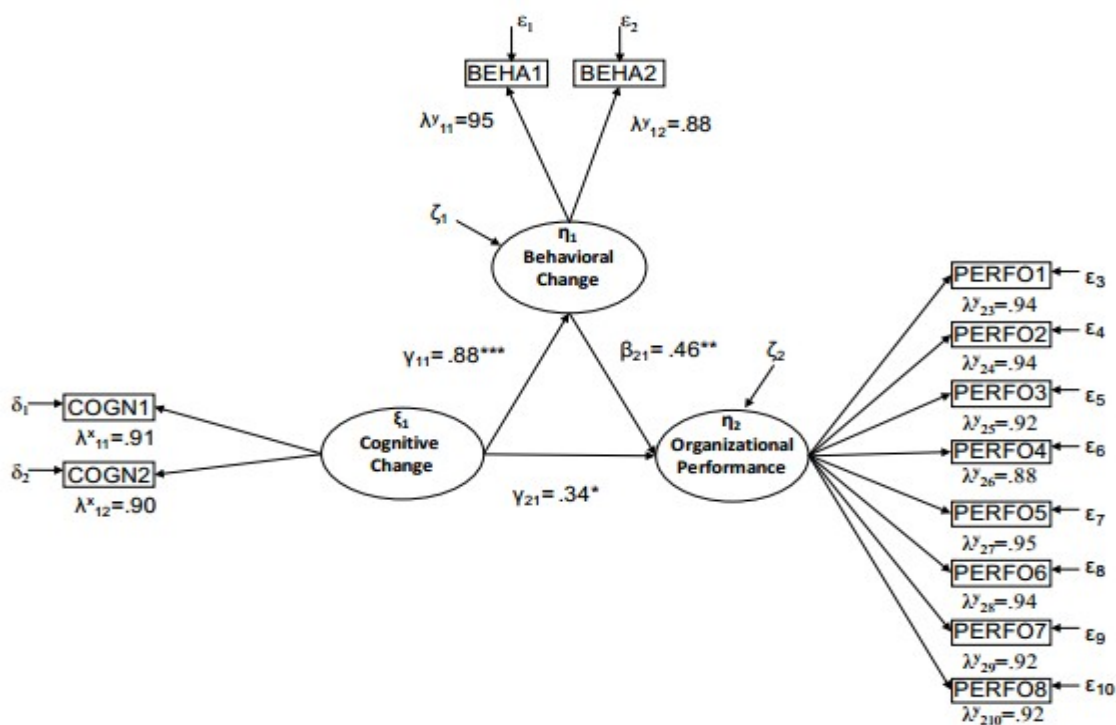 ε₁
ε₂
BEHA1
BEHA2
λʸ₁₁=95
λʸ₁₂=.88
ζ₁
η₁
Behavioral
Change
γ₁₁= .88***
β₂₁= .46**
ζ₂
δ₁
COGN1
λˣ₁₁=.91
δ₂
COGN2
λˣ₁₂=.90
ξ₁
Cognitive
Change
γ₂₁= .34*
η₂
Organizational
Performance
PERFO1
ε₃
λʸ₂₃=.94
PERFO2
ε₄
λʸ₂₄=.94
PERFO3
ε₅
λʸ₂₅=.92
PERFO4
ε₆
λʸ₂₆=.88
PERFO5
ε₇
λʸ₂₇=.95
PERFO6
ε₈
λʸ₂₈=.94
PERFO7
ε₉
λʸ₂₉=.92
PERFO8
ε₁₀
λʸ₂₁₀=.92